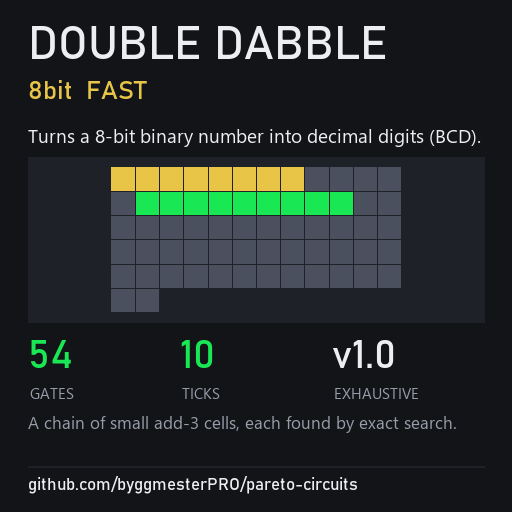 DOUBLE DABBLE
8bit FAST
Turns a 8-bit binary number into decimal digits (BCD).
54 10 v1.0
GATES TICKS EXHAUSTIVE
A chain of small add-3 cells, each found by exact search.
github.com/byggmesterPRO/pareto-circuits